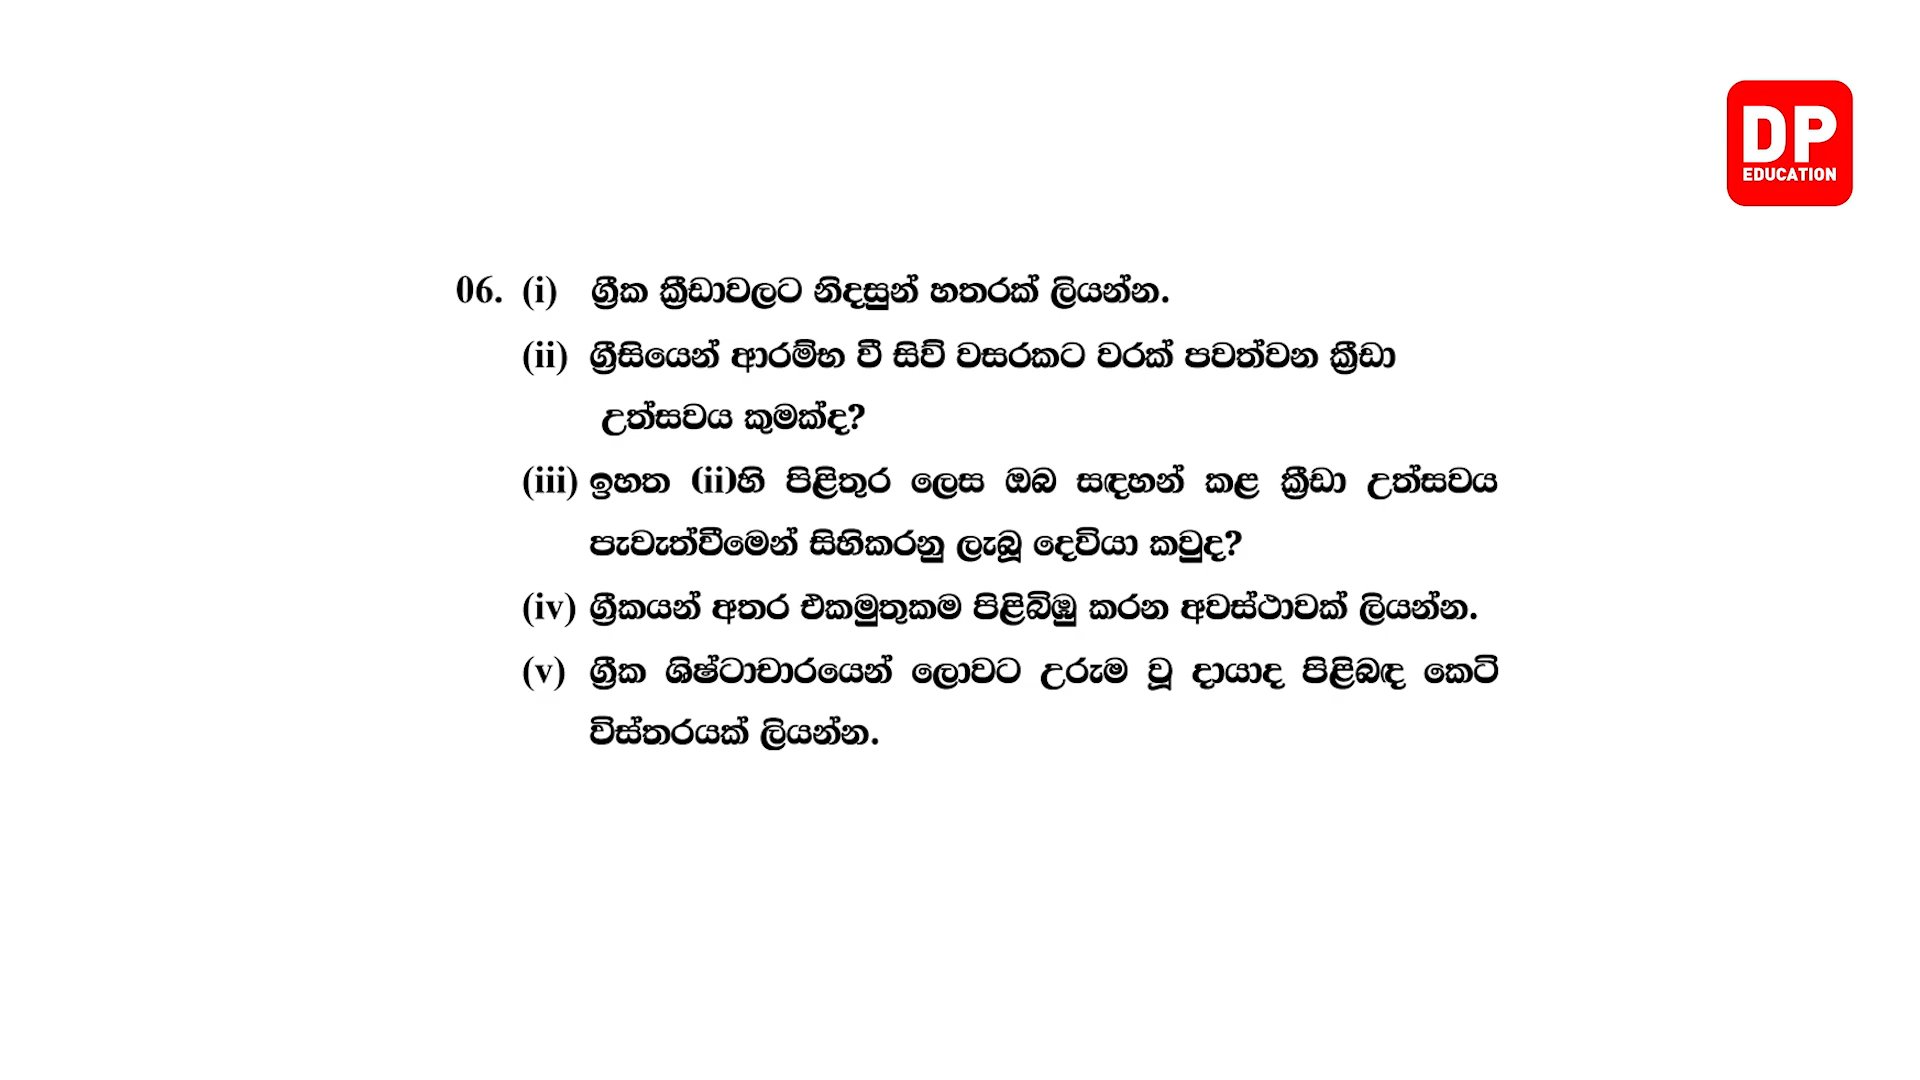 DP
EDUCATION
06. (i) ග්‍රීක ක්‍රීඩාවලට නිදසුන් හතරක් ලියන්න.
(ii) ග්‍රීසියෙන් ආරම්භ වී සිව් වසරකට වරක් පවත්වන ක්‍රීඩා
උත්සවය කුමක්ද?
(iii) ඉහත (ii)හි පිළිතුර ලෙස ඔබ සඳහන් කළ ක්‍රීඩා උත්සවය
පැවැත්වීමෙන් සිහිකරනු ලැබූ දෙවියා කවුද?
(iv) ග්‍රීකයන් අතර එකමුතුකම පිළිබිඹු කරන අවස්ථාවක් ලියන්න.
(v) ග්‍රීක ශිෂ්ටාචාරයෙන් ලොවට උරුම වූ දායාද පිළිබඳ කෙටි
විස්තරයක් ලියන්න.